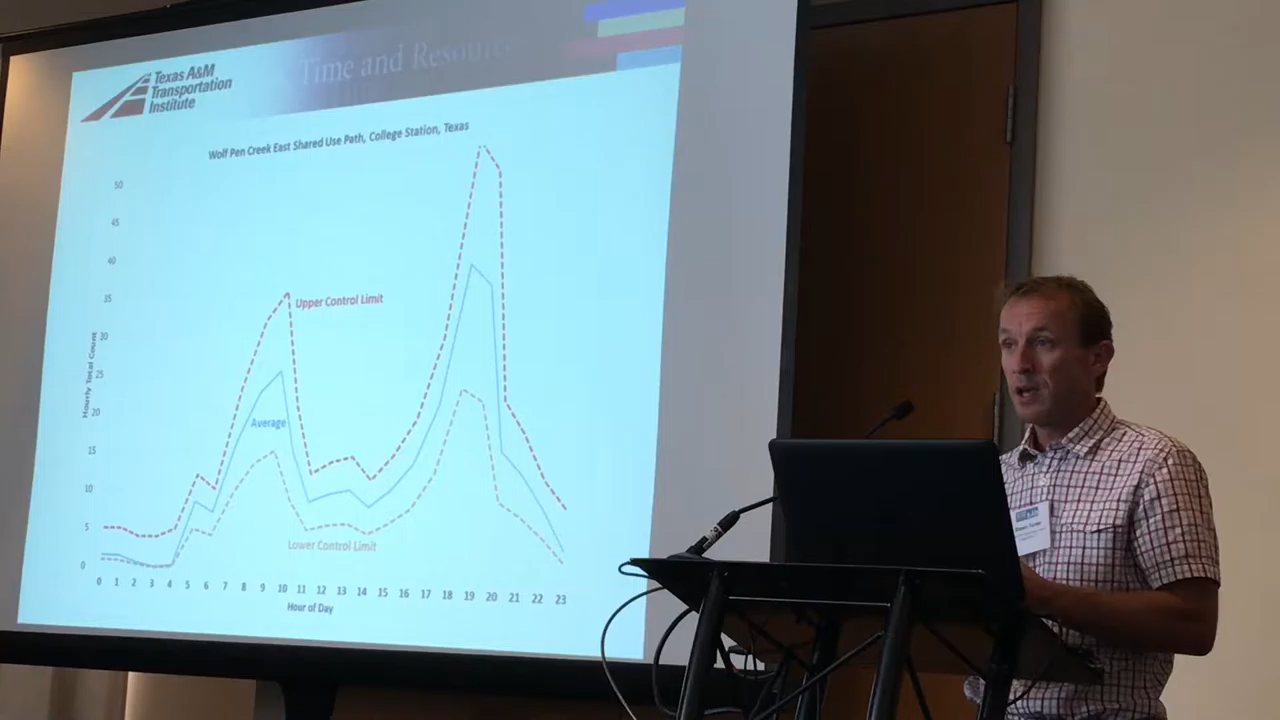 Texas A&M
Transportation
Institute
Time and Resource
Wolf Pen Creek East Shared Use Path, College Station, Texas
Hourly Total Count
50
45
40
35
30
25
20
15
10
5
0
Upper Control Limit
Average
Lower Control Limit
0 1 2 3 4 5 6 7 8 9 10 11 12 13 14 15 16 17 18 19 20 21 22 23
Hour of Day